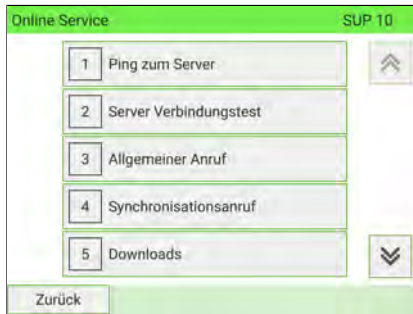 Online Service SUP 10
1 Ping zum Server
2 Server Verbindungstest
3 Allgemeiner Anruf
4 Synchronisationsanruf
5 Downloads
Zurück